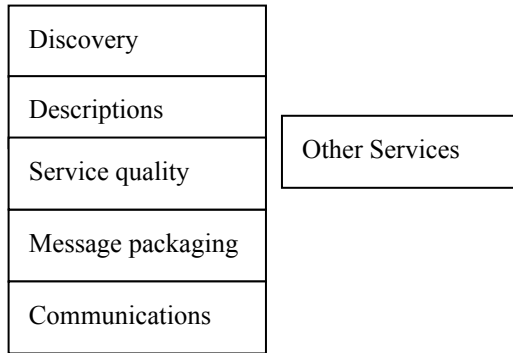 Discovery
Descriptions
Service quality
Message packaging
Communications
Other Services